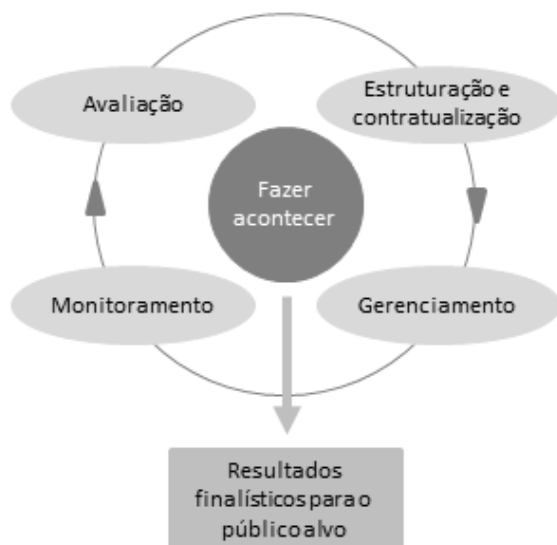 Avaliação
Estruturação e
contratualização
Fazer
acontecer
Monitoramento
Gerenciamento
Resultados
finalísticos para o
público alvo